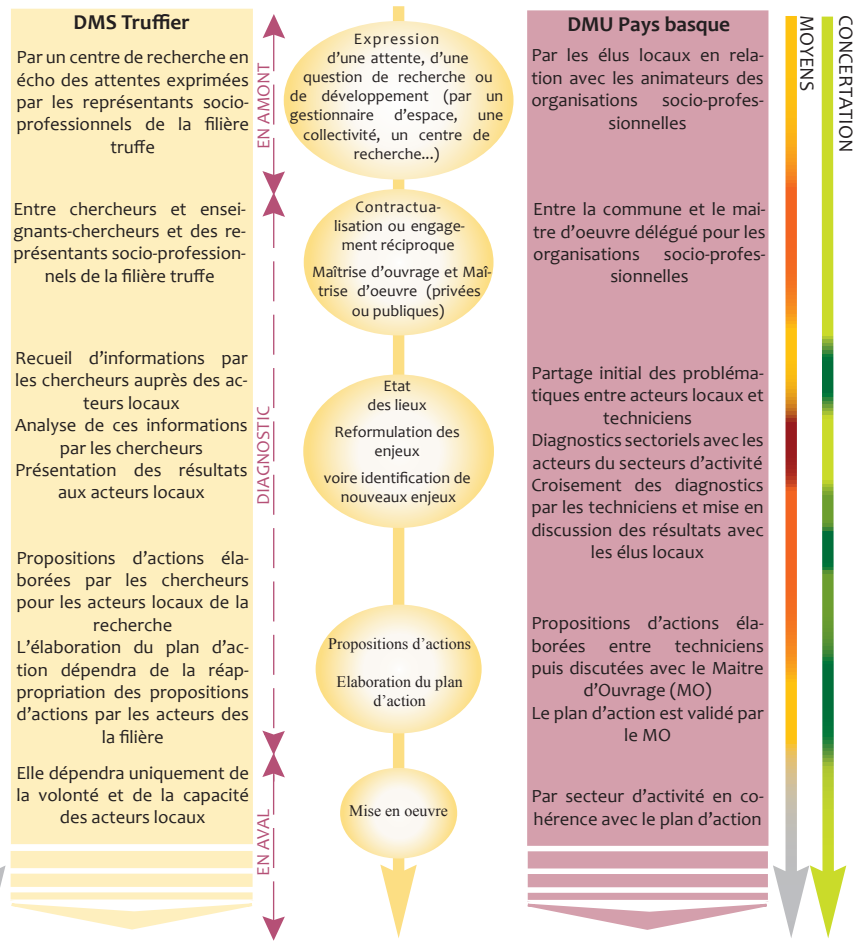 DMS Truffier
Par un centre de recherche en
écho des attentes exprimées
par les représentants socio-
professionnels de la filière
truffe
Entre chercheurs et ensei-
gnants-chercheurs et des re-
présentants socio-profession-
nels de la filière truffe
Recueil d'informations par
les chercheurs auprès des ac-
teurs locaux
Analyse de ces informations
par les chercheurs
Présentation des résultats
aux acteurs locaux
Propositions d'actions éla-
borées par les chercheurs
pour les acteurs locaux de la
recherche
L'élaboration du plan d'ac-
tion dépendra de la réap-
propriation des propositions
d'actions par les acteurs des
la filière
Elle dépendra uniquement de
la volonté et de la capacité
des acteurs locaux
EN AMONT
DIAGNOSTIC
EN AVAL
Expression
d'une attente, d'une
question de recherche ou
de développement (par un
gestionnaire d'espace, une
collectivité, un centre de
recherche...)
Contractua-
lisation ou engage-
ment réciproque
Maîtrise d'ouvrage et Maî-
trise d'oeuvre (privées
ou publiques)
Etat
des lieux
Reformulation des
enjeux
voire identification de
nouveaux enjeux
Propositions d'actions
Elaboration du plan
d'action
Mise en oeuvre
DMU Pays basque
Par les élus locaux en rela-
tion avec les animateurs des
organisations socio-profes-
sionnelles
Entre la commune et le mai-
tre d'oeuvre délégué pour les
organisations socio-profes-
sionnelles
Partage initial des probléma-
tiques entre acteurs locaux et
techniciens
Diagnostics sectoriels avec les
acteurs du secteurs d'activité
Croisement des diagnostics
par les techniciens et mise en
discussion des résultats avec
les élus locaux
Propositions d'actions éla-
borées entre techniciens
puis discutées avec le Maitre
d'Ouvrage (MO)
Le plan d'action est validé par
le MO
Par secteur d'activité en co-
hérence avec le plan d'action
MOYENS
CONCERTATION